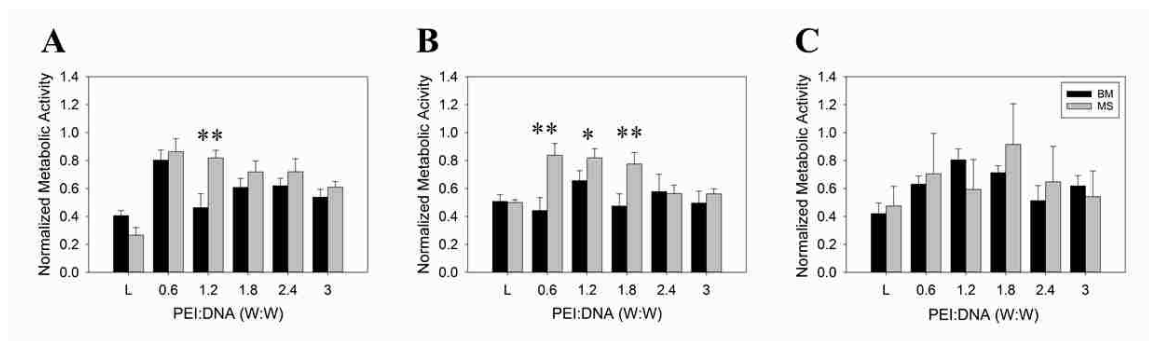 A
B
C
Normalized Metabolic Activity
1.4
1.2
1.0
0.8
0.6
0.4
0.2
0.0
**
L 0.6 1.2 1.8 2.4 3
PEI:DNA (W:W)
Normalized Metabolic Acivity
1.4
1.2
1.0
0.8
0.6
0.4
0.2
0.0
** * **
L 0.6 1.2 1.8 2.4 3
PEI:DNA (W:W)
Normalized Metabolic Activity
1.4
1.2
1.0
0.8
0.6
0.4
0.2
0.0
BM
MS
L 0.6 1.2 1.8 2.4 3
PEI:DNA (W:W)